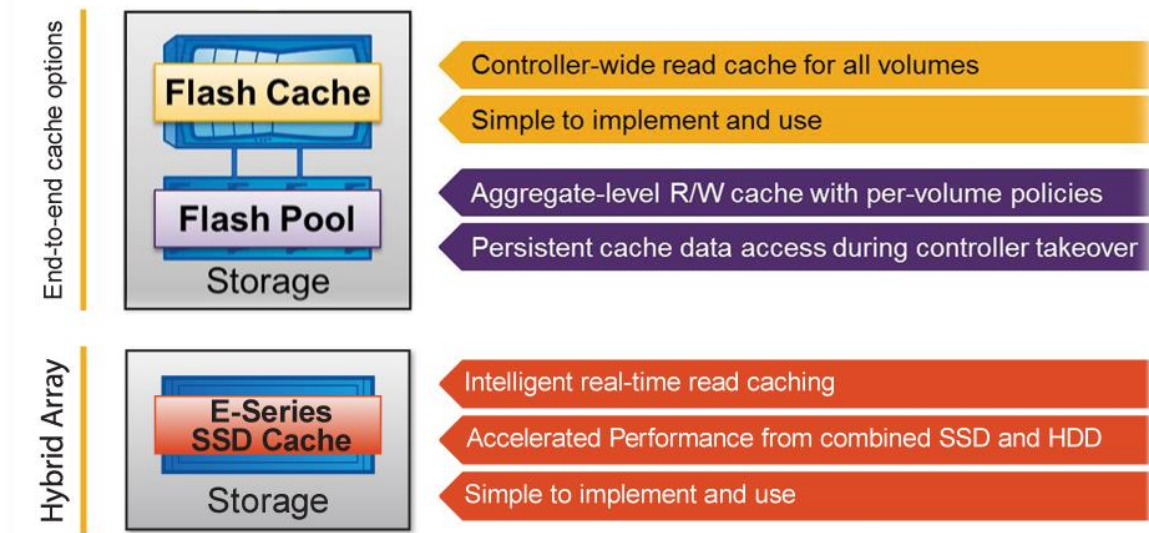 End-to-end cache options
Flash Cache
Flash Pool
Storage
Controller-wide read cache for all volumes
Simple to implement and use
Aggregate-level R/W cache with per-volume policies
Persistent cache data access during controller takeover
Hybrid Array
E-Series
SSD Cache
Storage
Intelligent real-time read caching
Accelerated Performance from combined SSD and HDD
Simple to implement and use